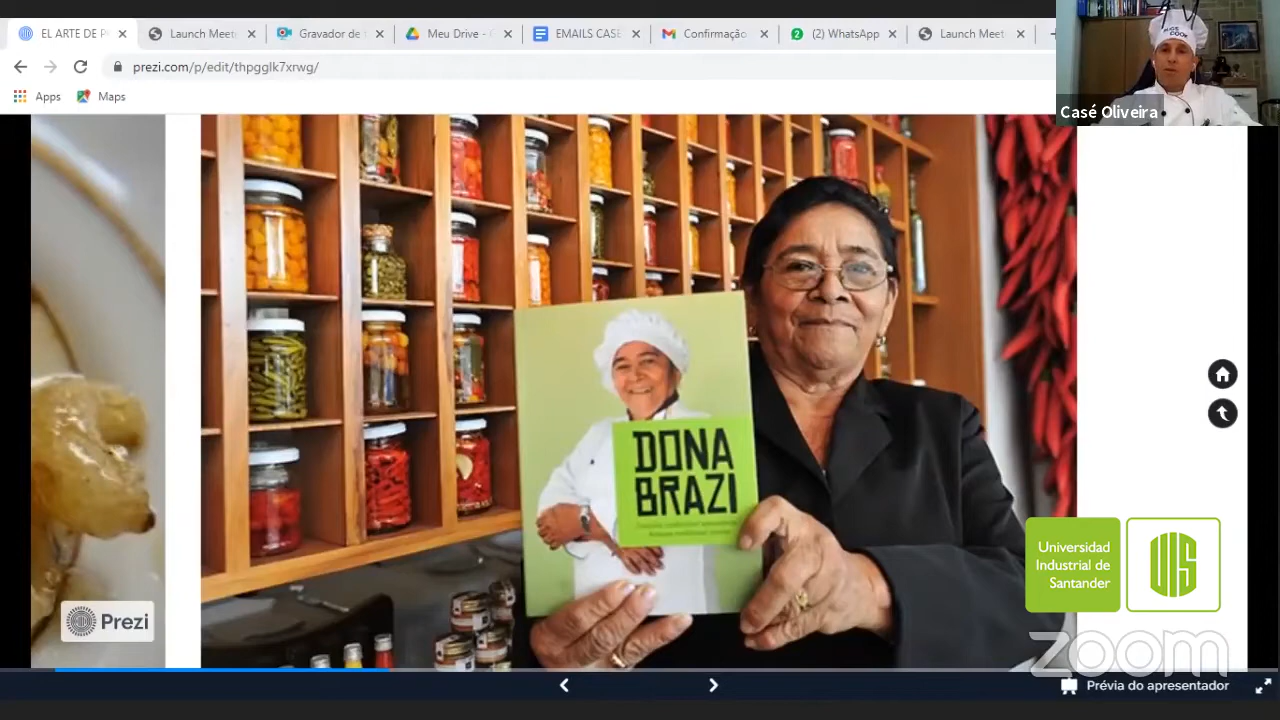 EL ARTE DE P
Launch Meet
Gravador de
Meu Drive -
EMAILS CASÉ
Confirmação
(2) WhatsApp
Launch Meet
prezi.com/p/edit/thpgglk7xrwg/
Apps
Maps
Casé Oliveira
DONA
BRAZI
Universidad
Industrial de
Santander
UIS
Prezi
zoom
Prévia do apresentador